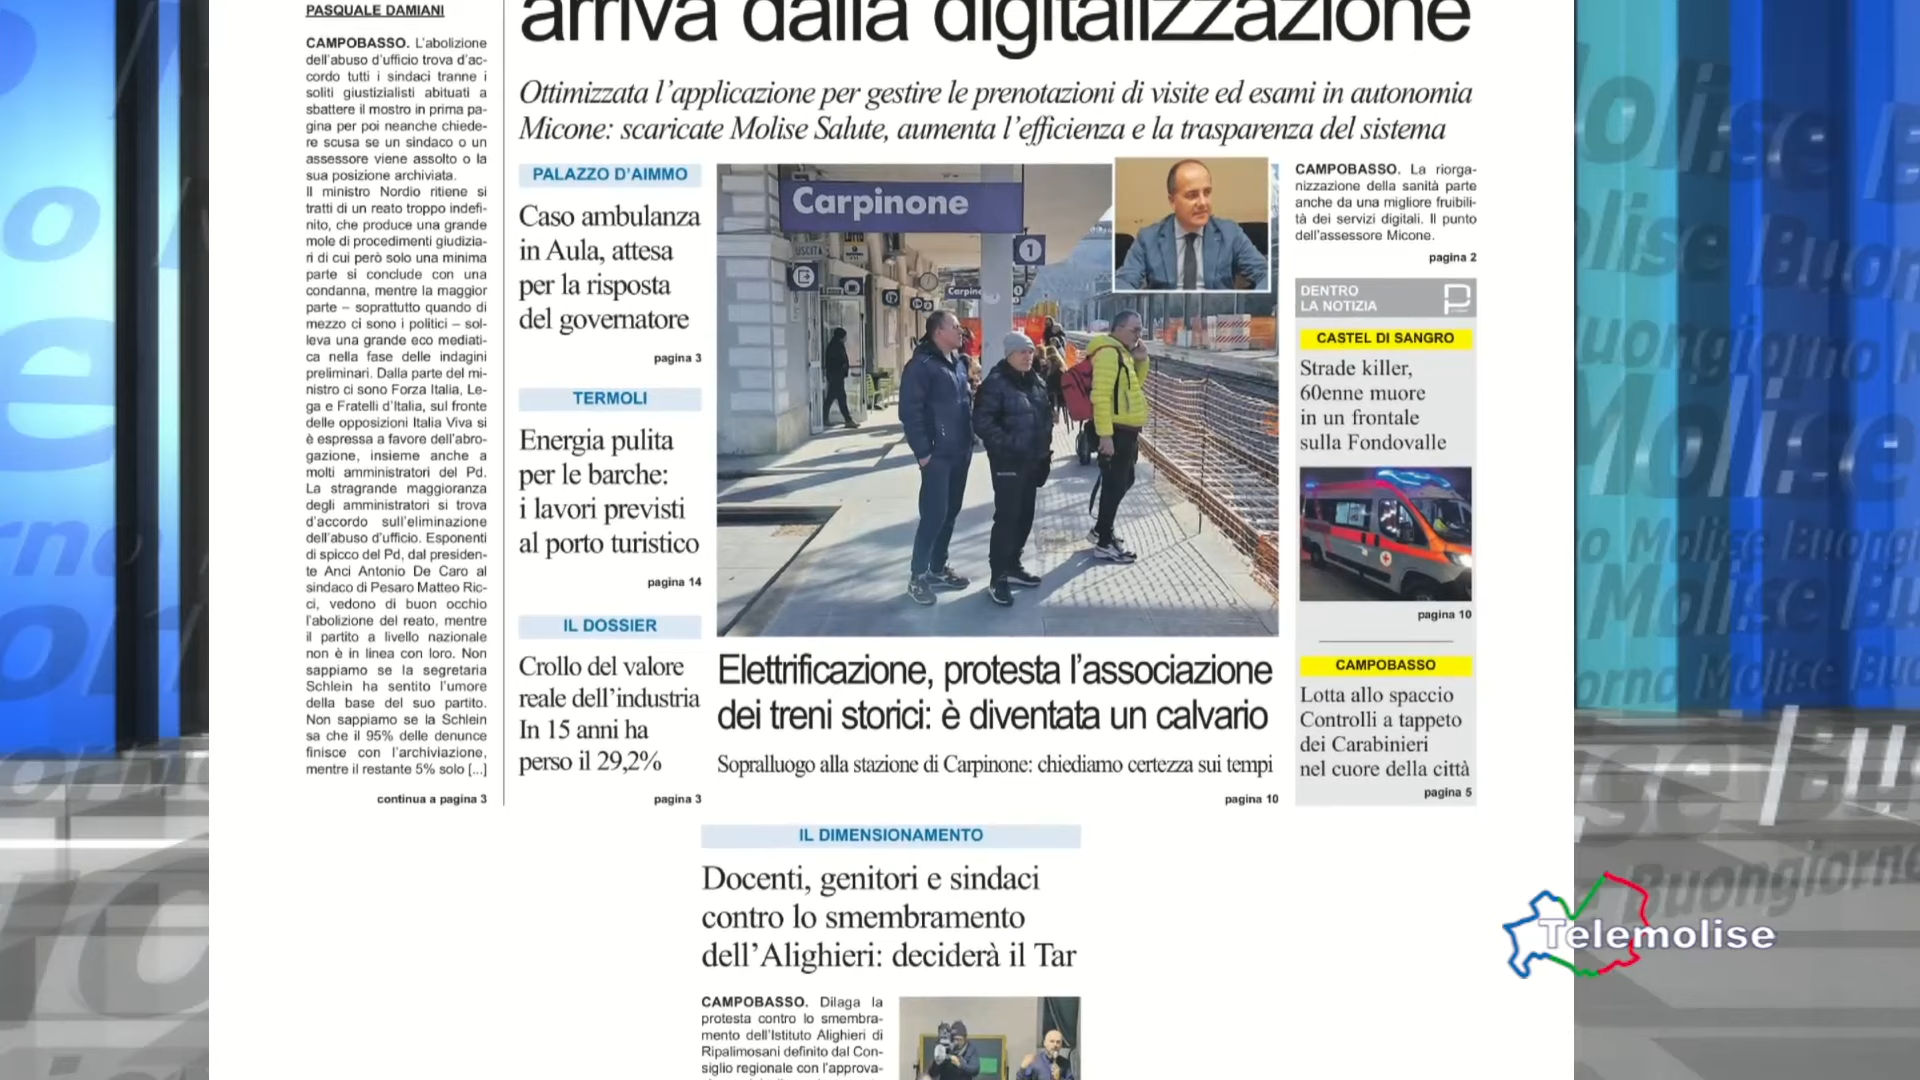 PASQUALE DAMIANI
CAMPOBASSO. L'abolizione
dell'abuso d'ufficio trova d'ac-
cordo tutti i sindaci tranne i
soliti giustizialisti abituati a
sbattere il mostro in prima pa-
gina per poi neanche chiede-
re scusa se un sindaco o un
assessore viene assolto o la
sua posizione archiviata.
Il ministro Nordio ritiene si
tratti di un reato troppo indefi-
nito, che produce una grande
mole di procedimenti giudizia-
ri di cui però solo una minima
parte si conclude con una
condanna, mentre la maggior
parte – soprattutto quando di
mezzo ci sono i politici – sol-
leva una grande eco mediati-
ca nella fase delle indagini
preliminari. Dalla parte del mi-
nistro ci sono Forza Italia, Le-
ga e Fratelli d'Italia, sul fronte
delle opposizioni Italia Viva si
è espressa a favore dell'abro-
gazione, insieme anche a
molti amministratori del Pd.
La stragrande maggioranza
degli amministratori si trova
d'accordo sull'eliminazione
dell'abuso d'ufficio. Esponenti
di spicco del Pd, dal presiden-
te Anci Antonio De Caro al
sindaco di Pesaro Matteo Ric-
ci, vedono di buon occhio
l'abolizione del reato, mentre
il partito a livello nazionale
non è in linea con loro. Non
sappiamo se la segretaria
Schlein ha sentito l'umore
della base del suo partito.
Non sappiamo se la Schlein
sa che il 95% delle denunce
finisce con l'archiviazione,
mentre il restante 5% solo [...]
continua a pagina 3
arriva dalla digitalizzazione
Ottimizzata l'applicazione per gestire le prenotazioni di visite ed esami in autonomia
Micone: scaricate Molise Salute, aumenta l'efficienza e la trasparenza del sistema
PALAZZO D'AIMMO
Caso ambulanza
in Aula, attesa
per la risposta
del governatore
pagina 3
TERMOLI
Energia pulita
per le barche:
i lavori previsti
al porto turistico
pagina 14
IL DOSSIER
Crollo del valore
reale dell'industria
In 15 anni ha
perso il 29,2%
pagina 3
Carpinone
1
USCITA
LOTTO
Carpinone
Elettrificazione, protesta l'associazione
dei treni storici: è diventata un calvario
Sopralluogo alla stazione di Carpinone: chiediamo certezza sui tempi
pagina 10
CAMPOBASSO. La riorga-
nizzazione della sanità parte
anche da una migliore fruibili-
tà dei servizi digitali. Il punto
dell'assessore Micone.
pagina 2
DENTRO
LA NOTIZIA
CASTEL DI SANGRO
Strade killer,
60enne muore
in un frontale
sulla Fondovalle
pagina 10
CAMPOBASSO
Lotta allo spaccio
Controlli a tappeto
dei Carabinieri
nel cuore della città
pagina 5
IL DIMENSIONAMENTO
Docenti, genitori e sindaci
contro lo smembramento
dell'Alighieri: deciderà il Tar
CAMPOBASSO. Dilaga la
protesta contro lo smembra-
mento dell'Istituto Alighieri di
Ripalimosani definito dal Con-
siglio regionale con l'approva-
Telemolise